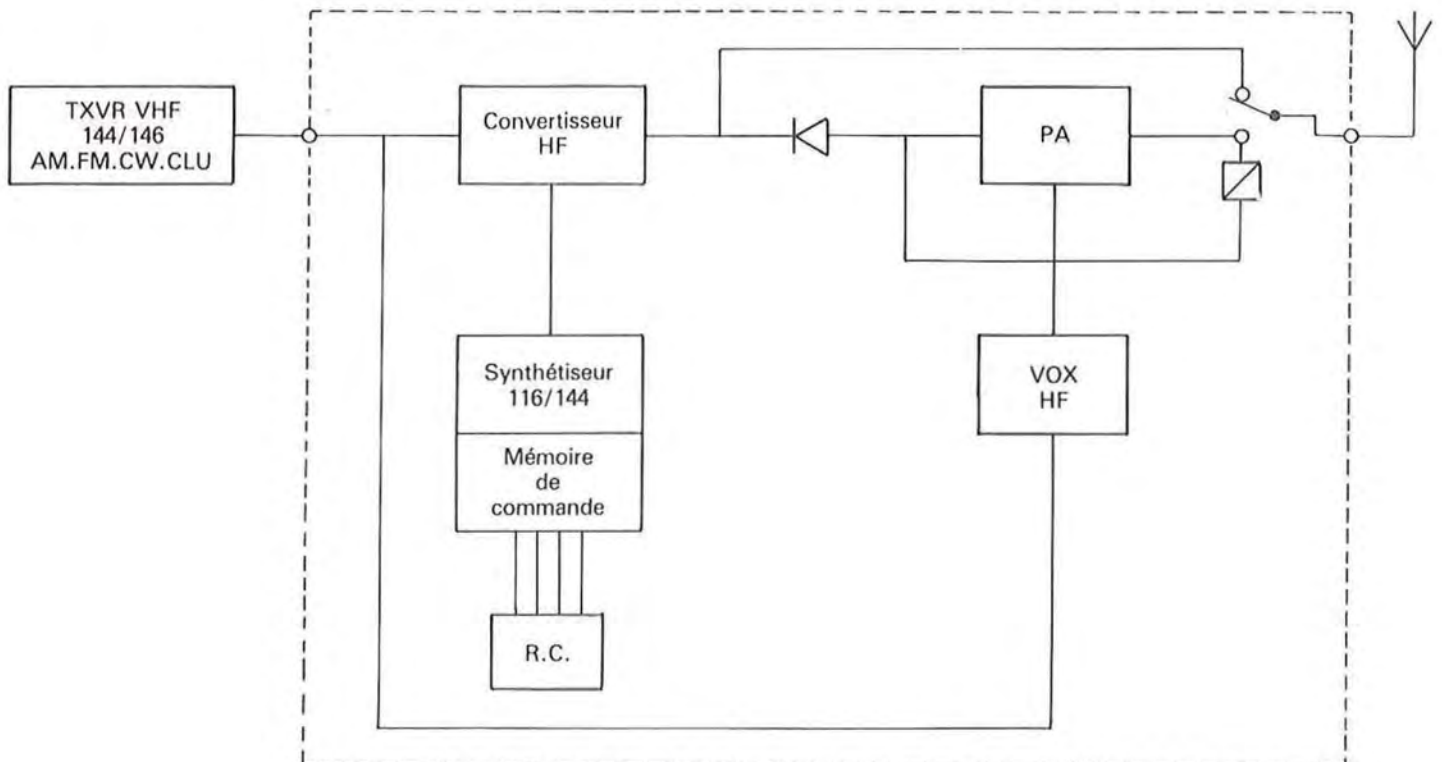 TXVR VHF
144/146
AM.FM.CW.CLU
Convertisseur
HF
PA
Synthétiseur
116/144
Mémoire
de
commande
VOX
HF
R.C.